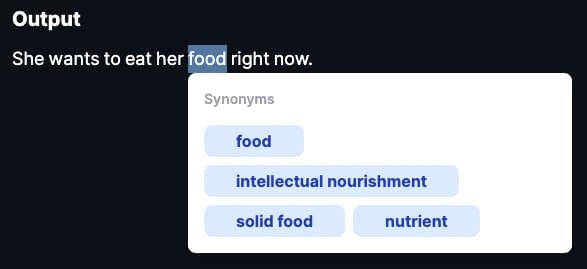 Output
She wants to eat her food right now.
Synonyms
food
intellectual nourishment
solid food nutrient